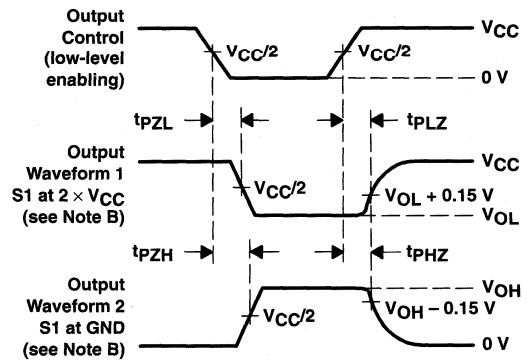 Output
Control
(low-level
enabling)
VCC/2
VCC/2
VCC
0 V
tPZL
tPLZ
Output
Waveform 1
S1 at 2 × VCC
(see Note B)
VCC/2
VCC
VOL + 0.15 V
VOL
tPZH
tPHZ
Output
Waveform 2
S1 at GND
(see Note B)
VCC/2
VOH
VOH − 0.15 V
0 V